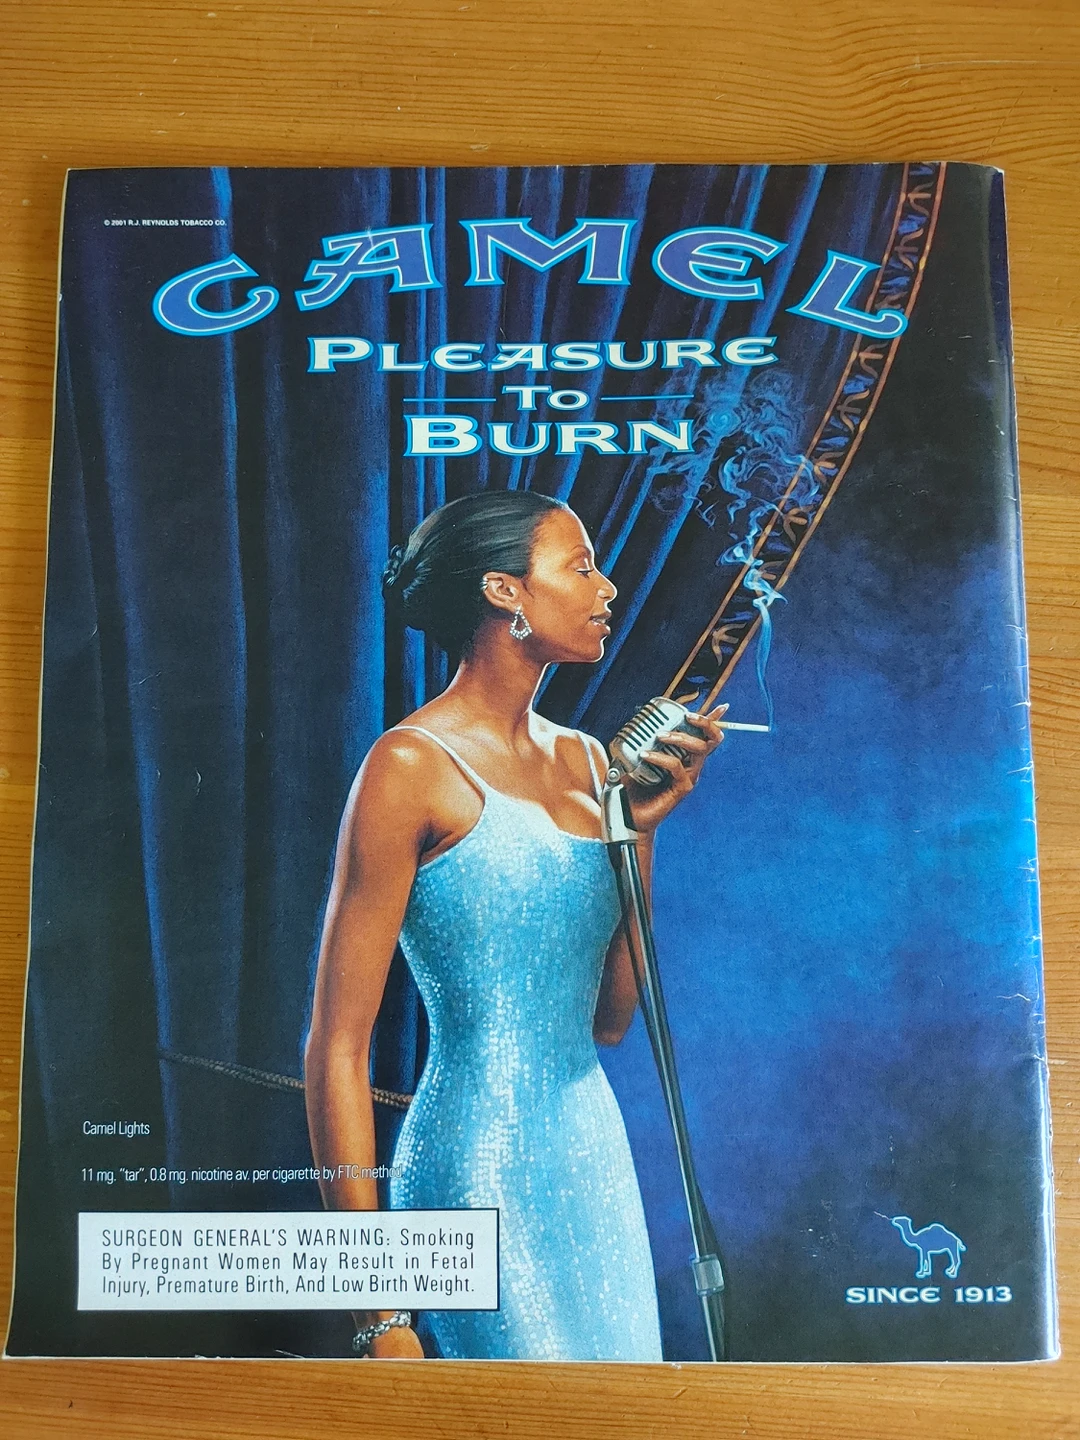 © 2001 R.J. REYNOLDS TOBACCO CO.
CAMEL
PLEASURE
TO
BURN
Camel Lights
11 mg. "tar", 0.8 mg. nicotine av. per cigarette by FTC method.
SURGEON GENERAL'S WARNING: Smoking
By Pregnant Women May Result in Fetal
Injury, Premature Birth, And Low Birth Weight.
SINCE 1913